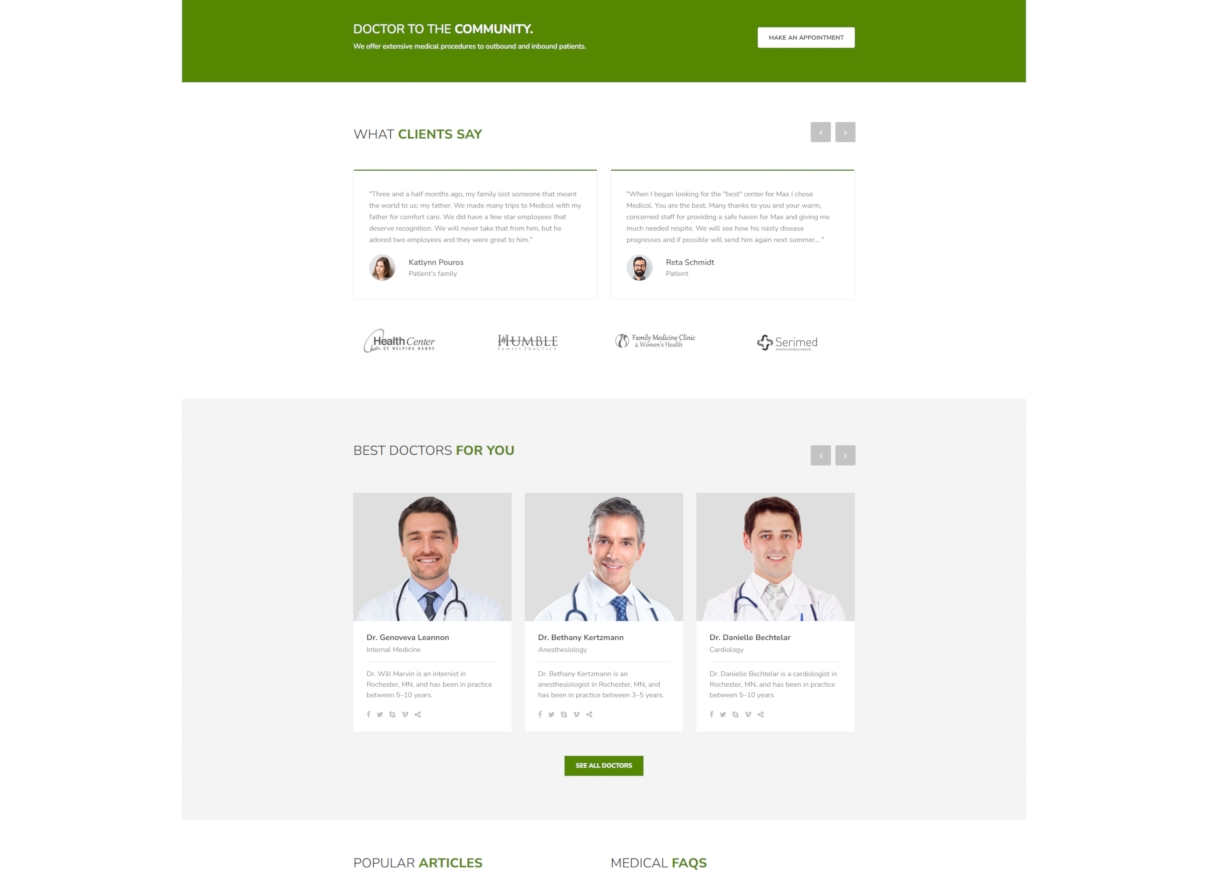 DOCTOR TO THE COMMUNITY.
We offer extensive medical procedures to outbound and inbound patients.
MAKE AN APPOINTMENT
WHAT CLIENTS SAY
"Three and a half months ago, my family lost someone that meant
the world to us: my father. We made many trips to Medicol with my
father for comfort care. We did have a few star employees that
deserve recognition. We will never take that from him, but he
adored two employees and they were great to him."
Katlynn Pouros
Patient's family
"When I began looking for the "best" center for Max I chose
Medicol. You are the best. Many thanks to you and your warm,
concerned staff for providing a safe haven for Max and giving me
much needed respite. We will see how his nasty disease
progresses and if possible will send him again next summer... "
Reta Schmidt
Patient
Health Center
OF HELPING HANDS
HUMBLE
FAMILY PRACTICE
Family Medicine Clinic
& Women's Health
Serimed
BEST DOCTORS FOR YOU
Dr. Genoveva Leannon
Internal Medicine
Dr. Will Marvin is an internist in
Rochester, MN, and has been in practice
between 5–10 years.
Dr. Bethany Kertzmann
Anesthesiology
Dr. Bethany Kertzmann is an
anesthesiologist in Rochester, MN, and
has been in practice between 3–5 years.
Dr. Danielle Bechtelar
Cardiology
Dr. Danielle Bechtelar is a cardiologist in
Rochester, MN, and has been in practice
between 5–10 years
SEE ALL DOCTORS
POPULAR ARTICLES
MEDICAL FAQS